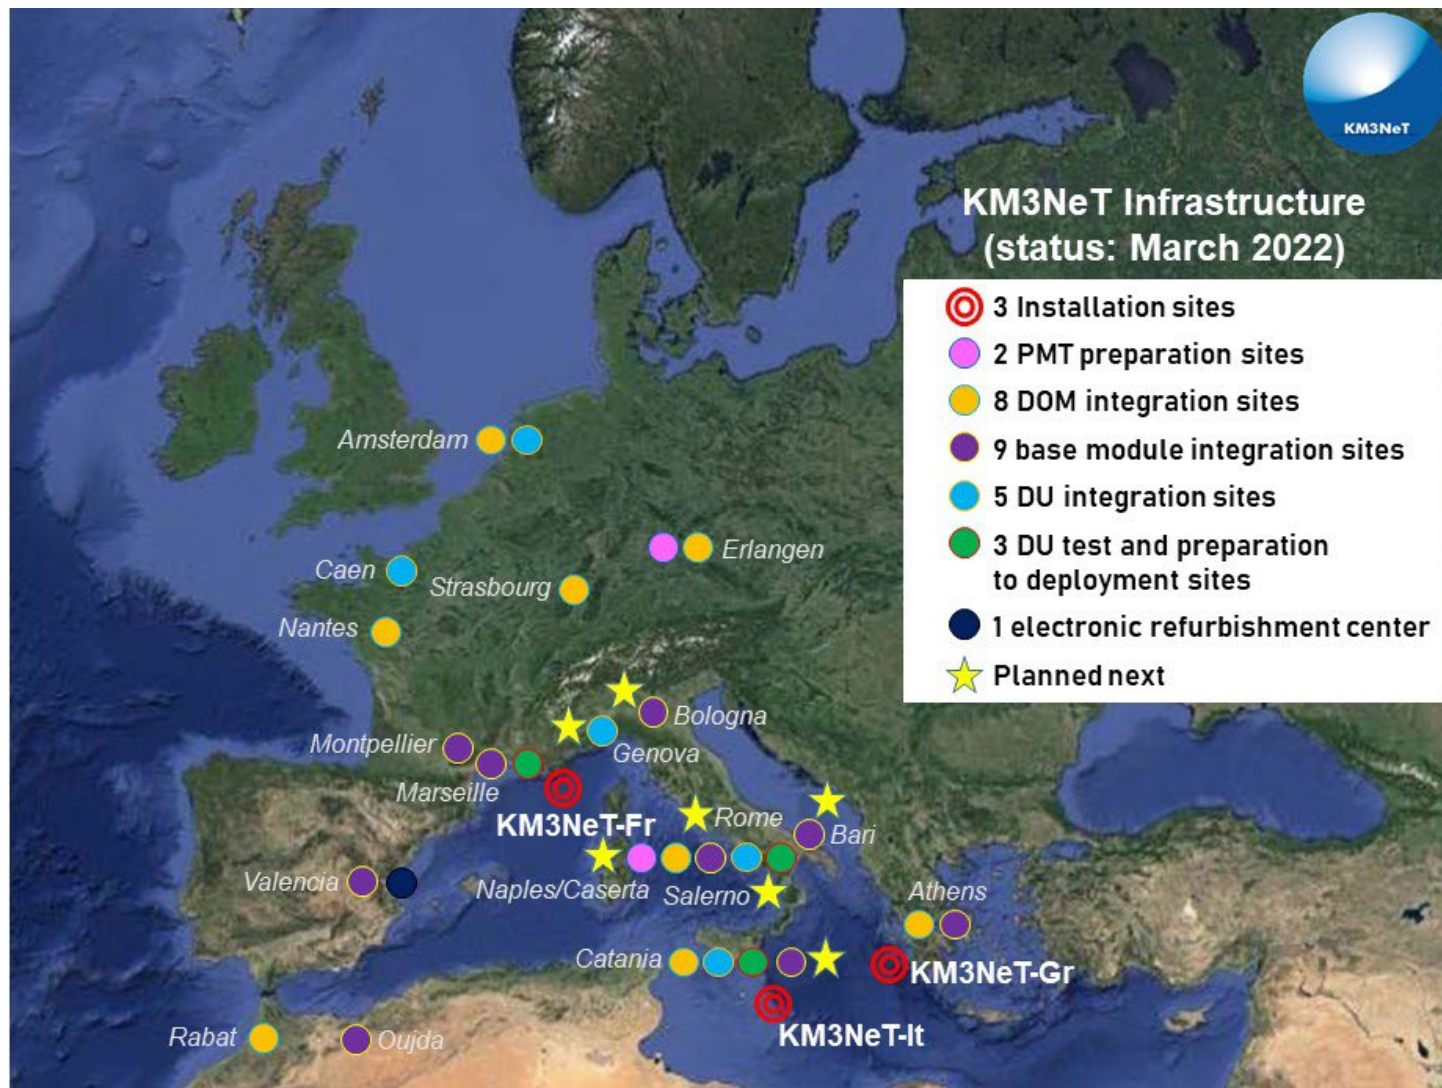 KM3NeT
KM3NeT Infrastructure
(status: March 2022)
3 Installation sites
2 PMT preparation sites
8 DOM integration sites
9 base module integration sites
5 DU integration sites
3 DU test and preparation
to deployment sites
1 electronic refurbishment center
Planned next
Amsterdam
Erlangen
Caen
Strasbourg
Nantes
Bologna
Montpellier
Genova
Marseille
KM3NeT-Fr
Rome
Bari
Valencia
Naples/Caserta
Salerno
Athens
Catania
KM3NeT-Gr
KM3NeT-It
Rabat
Oujda